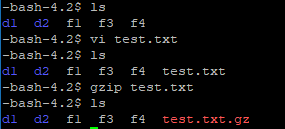 -bash-4.2$ ls
d1  d2  f1  f3  f4
-bash-4.2$ vi test.txt
-bash-4.2$ ls
d1  d2  f1  f3  f4  test.txt
-bash-4.2$ gzip test.txt
-bash-4.2$ ls
d1  d2  f1  f3  f4  test.txt.gz